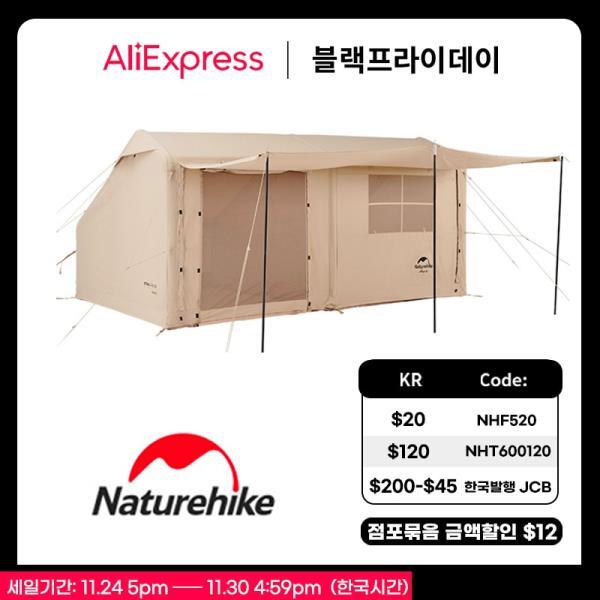 AliExpress | 블랙프라이데이
Naturehike
KR Code:
$20 NHF520
$120 NHT600120
$200-$45 한국발행 JCB
점포묶음 금액할인 $12
Naturehike
세일기간: 11.24 5pm —— 11.30 4:59pm (한국시간)